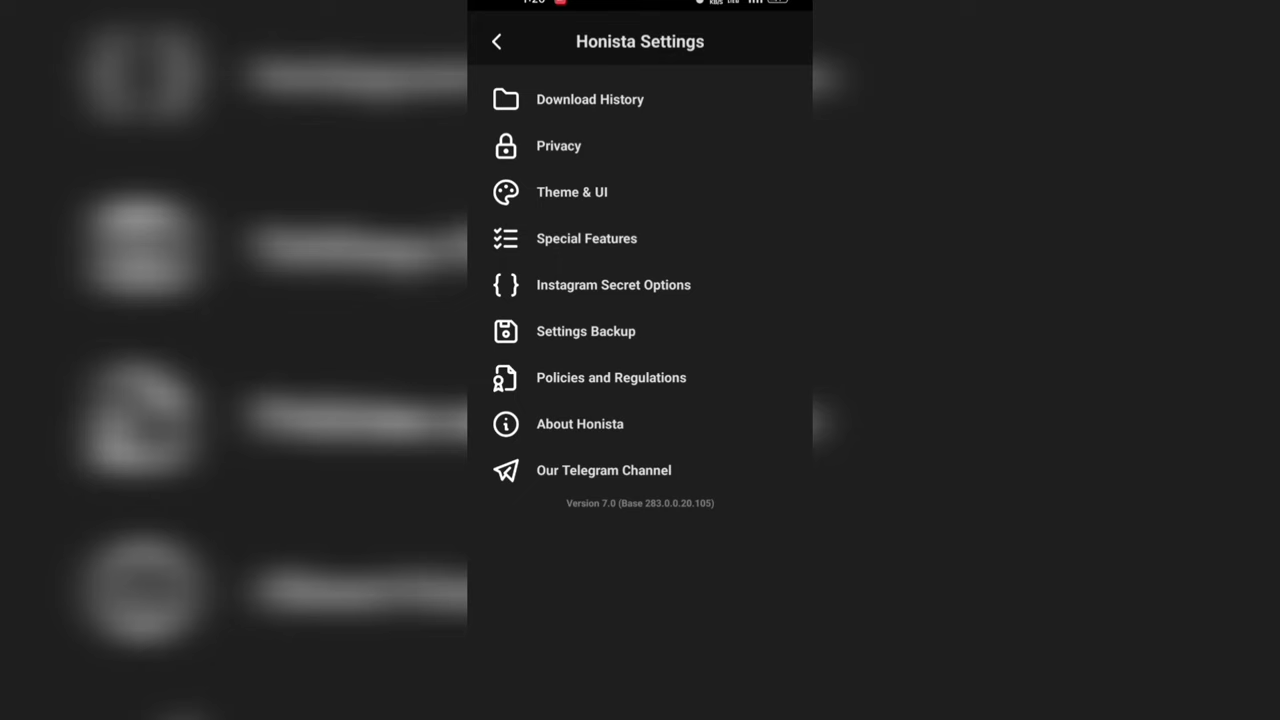 Honista Settings
Download History
Privacy
Theme & UI
Special Features
Instagram Secret Options
Settings Backup
Policies and Regulations
About Honista
Our Telegram Channel
Version 7.0 (Base 283.0.0.20.105)